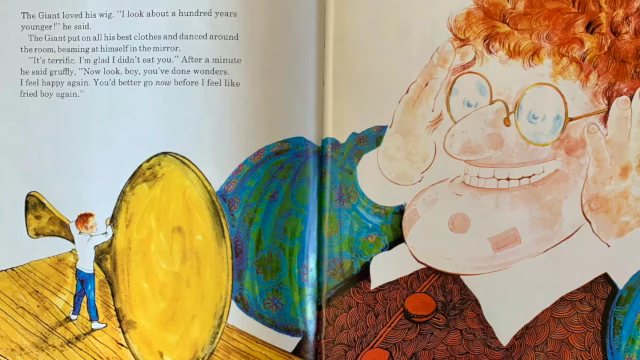 The Giant loved his wig. "I look about a hundred years
younger!" he said.
The Giant put on all his best clothes and danced around
the room, beaming at himself in the mirror.
"It's terrific. I'm glad I didn't eat you." After a minute
he said gruffly, "Now look, boy, you've done wonders.
I feel happy again. You'd better go now before I feel like
fried boy again."